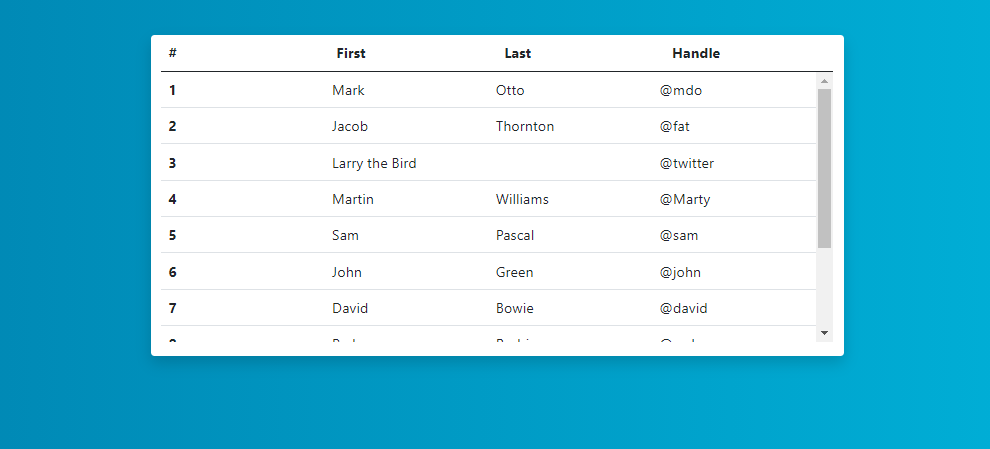 # First Last Handle
1 Mark Otto @mdo
2 Jacob Thornton @fat
3 Larry the Bird @twitter
4 Martin Williams @Marty
5 Sam Pascal @sam
6 John Green @john
7 David Bowie @david